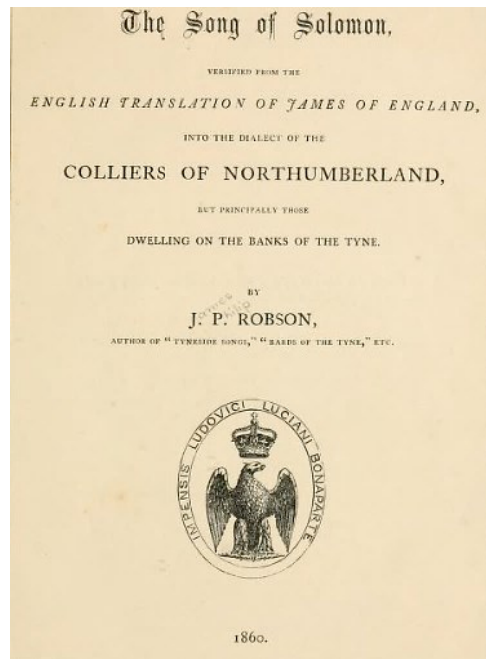 The Song of Solomon,
VERSIFIED FROM THE
ENGLISH TRANSLATION OF JAMES OF ENGLAND,
INTO THE DIALECT OF THE
COLLIERS OF NORTHUMBERLAND,
BUT PRINCIPALLY THOSE
DWELLING ON THE BANKS OF THE TYNE.
BY
James
J. P. ROBSON,
AUTHOR OF "TYNESIDE SONGS," "BARDS OF THE TYNE," ETC.
IMPENSIS LUDOVICI LUCIANI BONAPARTE
1860.